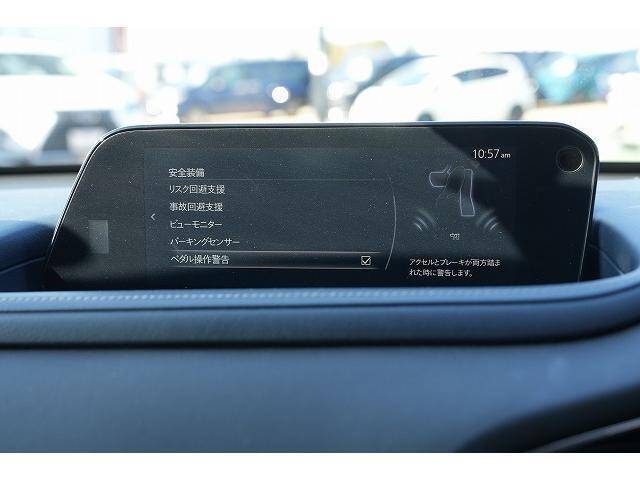 10:57 am
安全装備
リスク回避支援
事故回避支援
ビューモニター
パーキングセンサー
ペダル操作警告
アクセルとブレーキが両方踏ま
れた時に警告します。